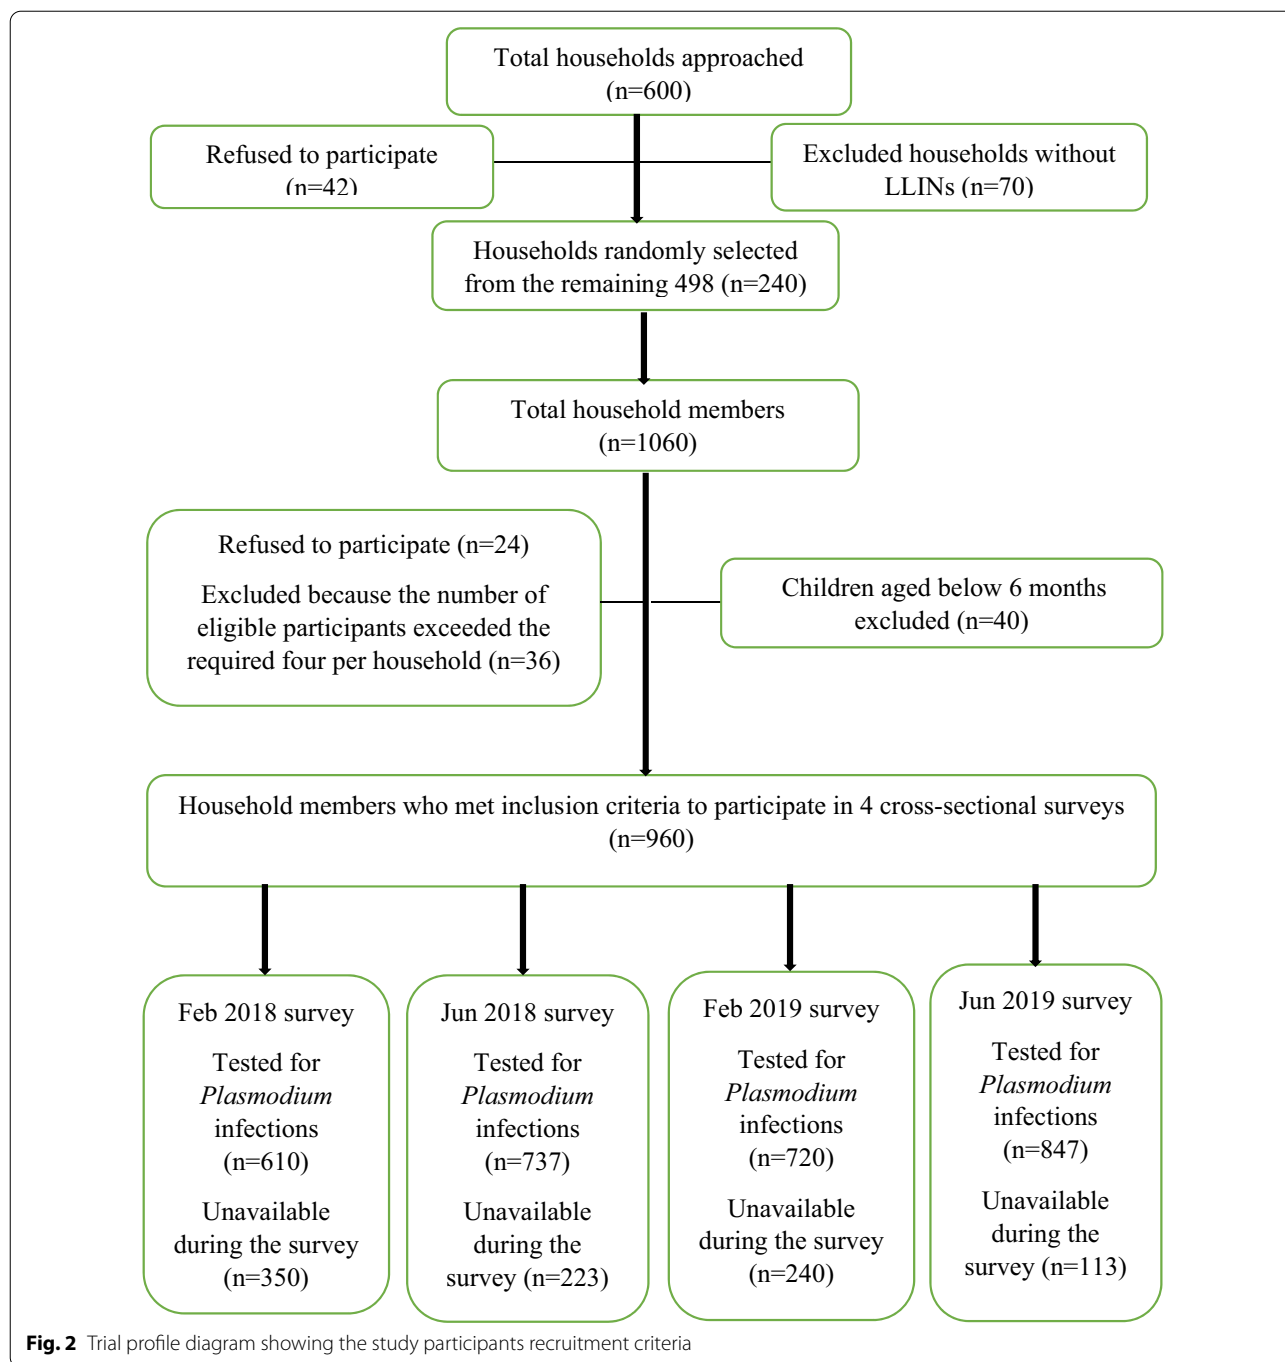 Total households approached
(n=600)
Refused to participate
(n=42)
Excluded households without
LLINs (n=70)
Households randomly selected
from the remaining 498 (n=240)
Total household members
(n=1060)
Refused to participate (n=24)
Excluded because the number of
eligible participants exceeded the
required four per household (n=36)
Children aged below 6 months
excluded (n=40)
Household members who met inclusion criteria to participate in 4 cross-sectional surveys
(n=960)
Feb 2018 survey
Tested for
Plasmodium
infections
(n=610)
Unavailable
during the survey
(n=350)
Jun 2018 survey
Tested for
Plasmodium
infections
(n=737)
Unavailable
during the
survey (n=223)
Feb 2019 survey
Tested for
Plasmodium
infections
(n=720)
Unavailable
during the survey
(n=240)
Jun 2019 survey
Tested for
Plasmodium
infections
(n=847)
Unavailable
during the
survey (n=113)
Fig. 2 Trial profile diagram showing the study participants recruitment criteria